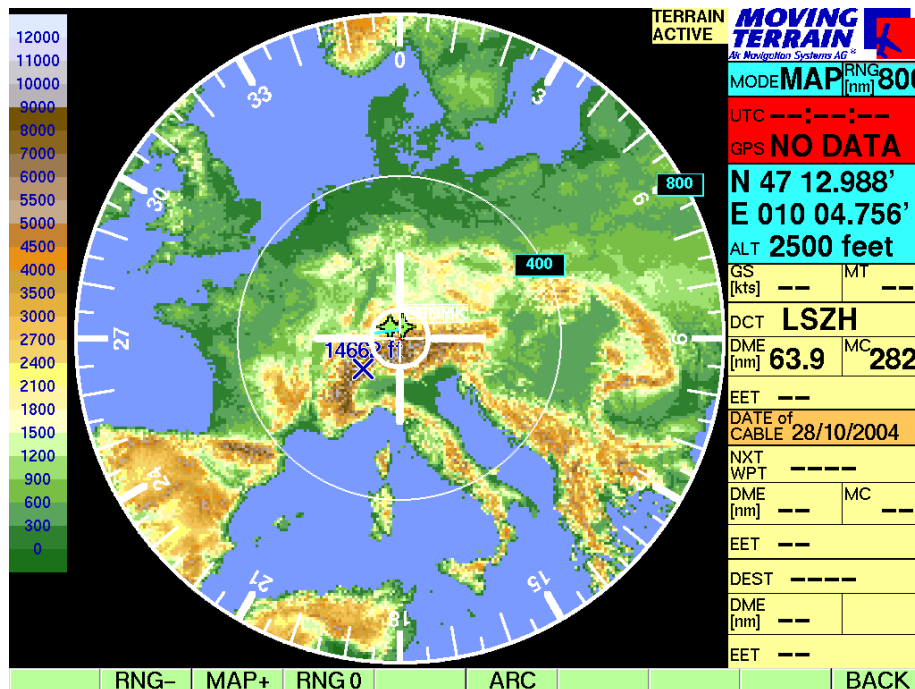 12000
11000
10000
9000
8000
7000
6000
5500
5000
4500
4000
3500
3000
2700
2400
2100
1800
1500
1200
900
600
300
0
0
3
6
9
15
18
21
24
27
30
33
800
400
14662 ft
TERRAIN
ACTIVE
MOVING
TERRAIN
Air Navigation Systems AG ®
MODE MAP RNG [nm] 800
UTC --:--:--
GPS NO DATA
N 47 12.988'
E 010 04.756'
ALT 2500 feet
GS [kts] -- MT --
DCT LSZH
DME [nm] 63.9 MC 282
EET --
DATE of
CABLE 28/10/2004
NXT
WPT ----
DME [nm] -- MC --
EET --
DEST ----
DME [nm] --
EET --
RNG- MAP+ RNG 0 ARC BACK